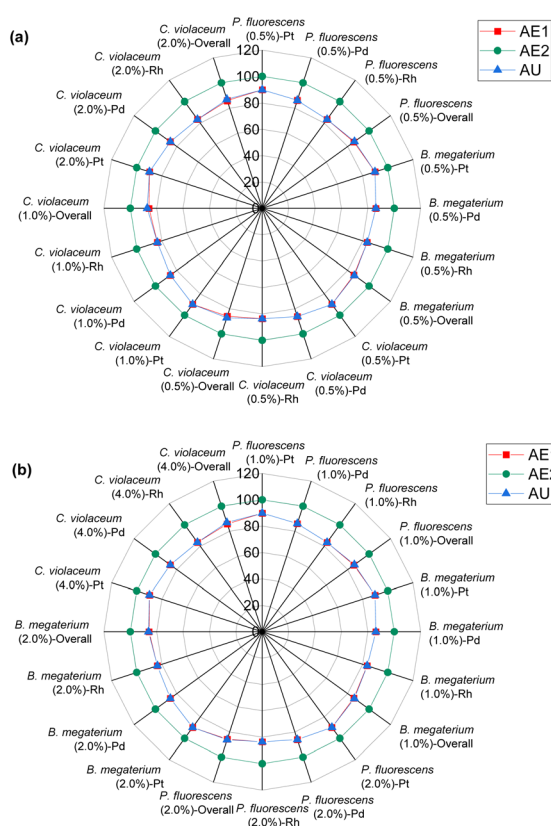 (a)
AE1
AE2
AU
P. fluorescens
(0.5%)-Pt
P. fluorescens
(0.5%)-Pd
P. fluorescens
(0.5%)-Rh
P. fluorescens
(0.5%)-Overall
B. megaterium
(0.5%)-Pt
B. megaterium
(0.5%)-Pd
B. megaterium
(0.5%)-Rh
B. megaterium
(0.5%)-Overall
C. violaceum
(0.5%)-Pt
C. violaceum
(0.5%)-Pd
C. violaceum
(0.5%)-Rh
C. violaceum
(0.5%)-Overall
C. violaceum
(1.0%)-Pt
C. violaceum
(1.0%)-Pd
C. violaceum
(1.0%)-Rh
C. violaceum
(1.0%)-Overall
C. violaceum
(2.0%)-Pt
C. violaceum
(2.0%)-Pd
C. violaceum
(2.0%)-Rh
C. violaceum
(2.0%)-Overall
120
100
80
60
40
20
(b)
AE
AE2
AU
P. fluorescens
(1.0%)-Pt
P. fluorescens
(1.0%)-Pd
P. fluorescens
(1.0%)-Rh
P. fluorescens
(1.0%)-Overall
B. megaterium
(1.0%)-Pt
B. megaterium
(1.0%)-Pd
B. megaterium
(1.0%)-Rh
B. megaterium
(1.0%)-Overall
P. fluorescens
(2.0%)-Pt
P. fluorescens
(2.0%)-Pd
P. fluorescens
(2.0%)-Rh
P. fluorescens
(2.0%)-Overall
B. megaterium
(2.0%)-Pt
B. megaterium
(2.0%)-Pd
B. megaterium
(2.0%)-Rh
B. megaterium
(2.0%)-Overall
C. violaceum
(4.0%)-Pt
C. violaceum
(4.0%)-Pd
C. violaceum
(4.0%)-Rh
C. violaceum
(4.0%)-Overall
120
100
80
60
40
20